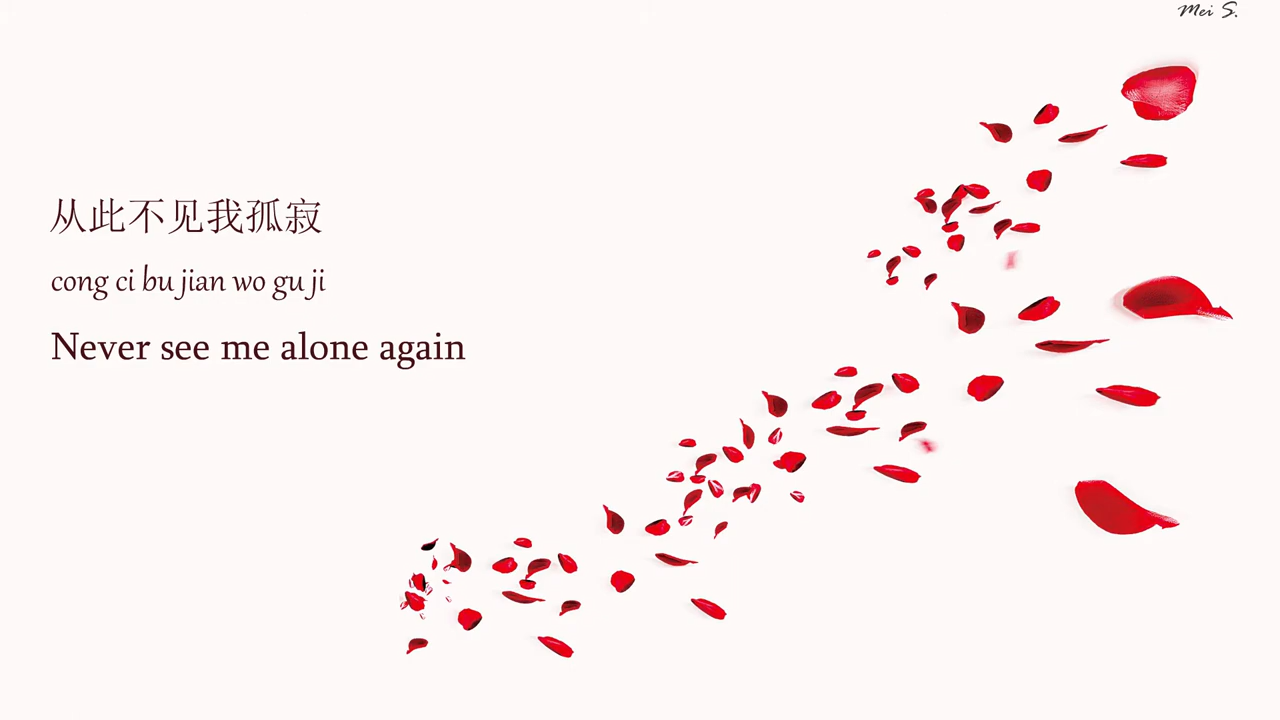 Mei S.
从此不见我孤寂
cong ci bu jian wo gu ji
Never see me alone again